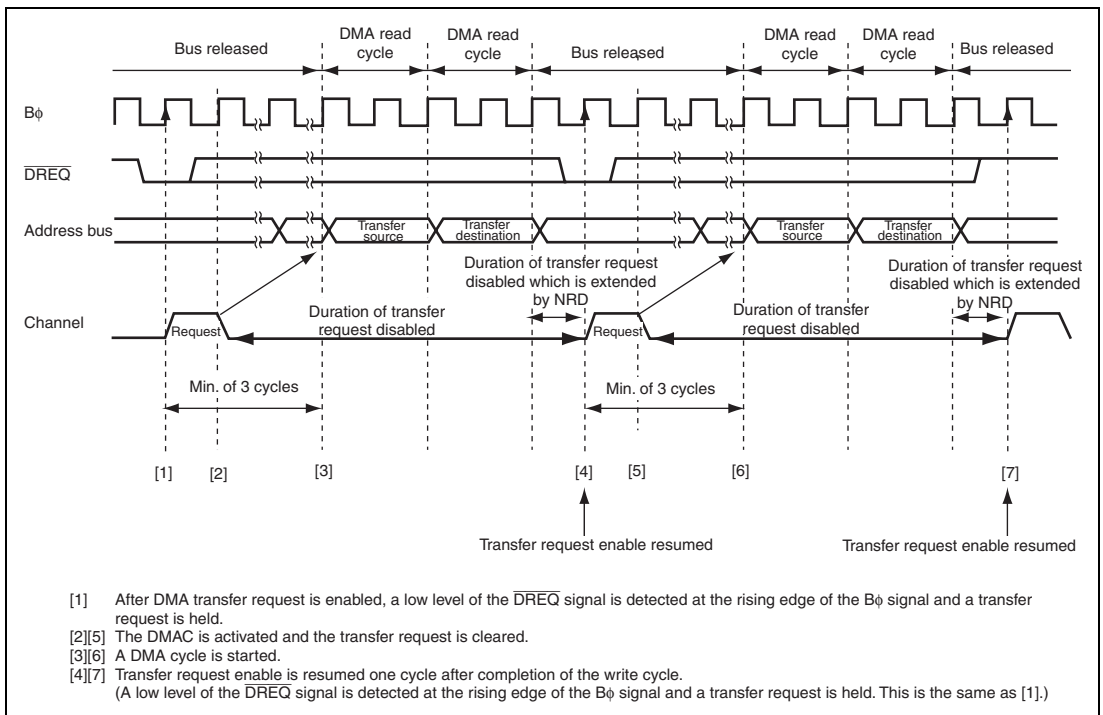 Bus released
DMA read cycle
DMA read cycle
Bus released
DMA read cycle
DMA read cycle
Bus released
Bφ
DREQ
Address bus
Transfer source
Transfer destination
Transfer source
Transfer destination
Duration of transfer request disabled which is extended by NRD
Duration of transfer request disabled which is extended by NRD
Channel
Request
Duration of transfer request disabled
Request
Duration of transfer request disabled
Min. of 3 cycles
Min. of 3 cycles
[1]
[2]
[3]
[4]
[5]
[6]
[7]
Transfer request enable resumed
Transfer request enable resumed
[1] After DMA transfer request is enabled, a low level of the DREQ signal is detected at the rising edge of the Bφ signal and a transfer
request is held.
[2][5] The DMAC is activated and the transfer request is cleared.
[3][6] A DMA cycle is started.
[4][7] Transfer request enable is resumed one cycle after completion of the write cycle.
(A low level of the DREQ signal is detected at the rising edge of the Bφ signal and a transfer request is held. This is the same as [1].)